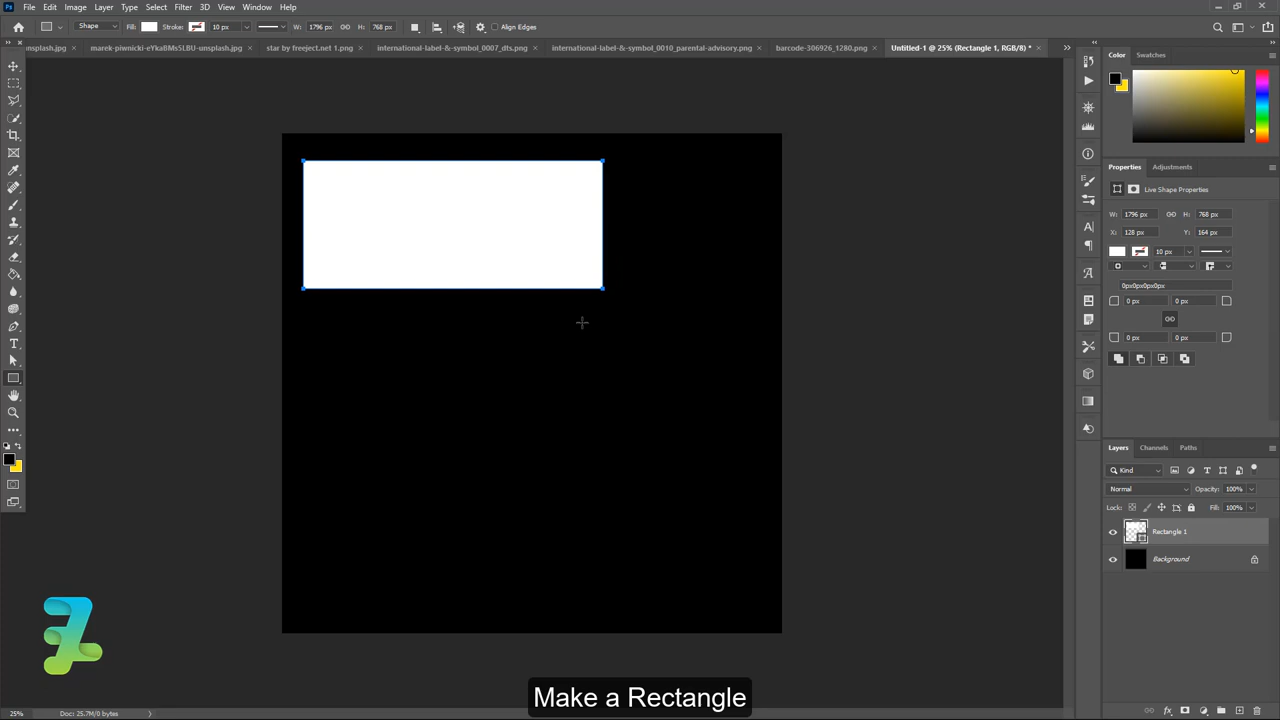 Ps File Edit Image Layer Type Select Filter 3D View Window Help
Shape Fill: Stroke: 10 px W: 1796 px H: 768 px Align Edges
nsplash.jpg × marek-piwnicki-eYkaBMs5LBU-unsplash.jpg × star by freeject.net 1.png × international-label-&-symbol_0007_dts.png × international-label-&-symbol_0010_parental-advisory.png × barcode-306926_1280.png × Untitled-1 @ 25% (Rectangle 1, RGB/8) * ×
Color Swatches
Properties Adjustments
Live Shape Properties
W: 1796 px H: 768 px
X: 128 px Y: 164 px
10 px
0px0px0px0px
0 px 0 px
0 px 0 px
Layers Channels Paths
Kind
Normal Opacity: 100%
Lock: Fill: 100%
Rectangle 1
Background
Make a Rectangle
25% Doc: 25.7M/0 bytes